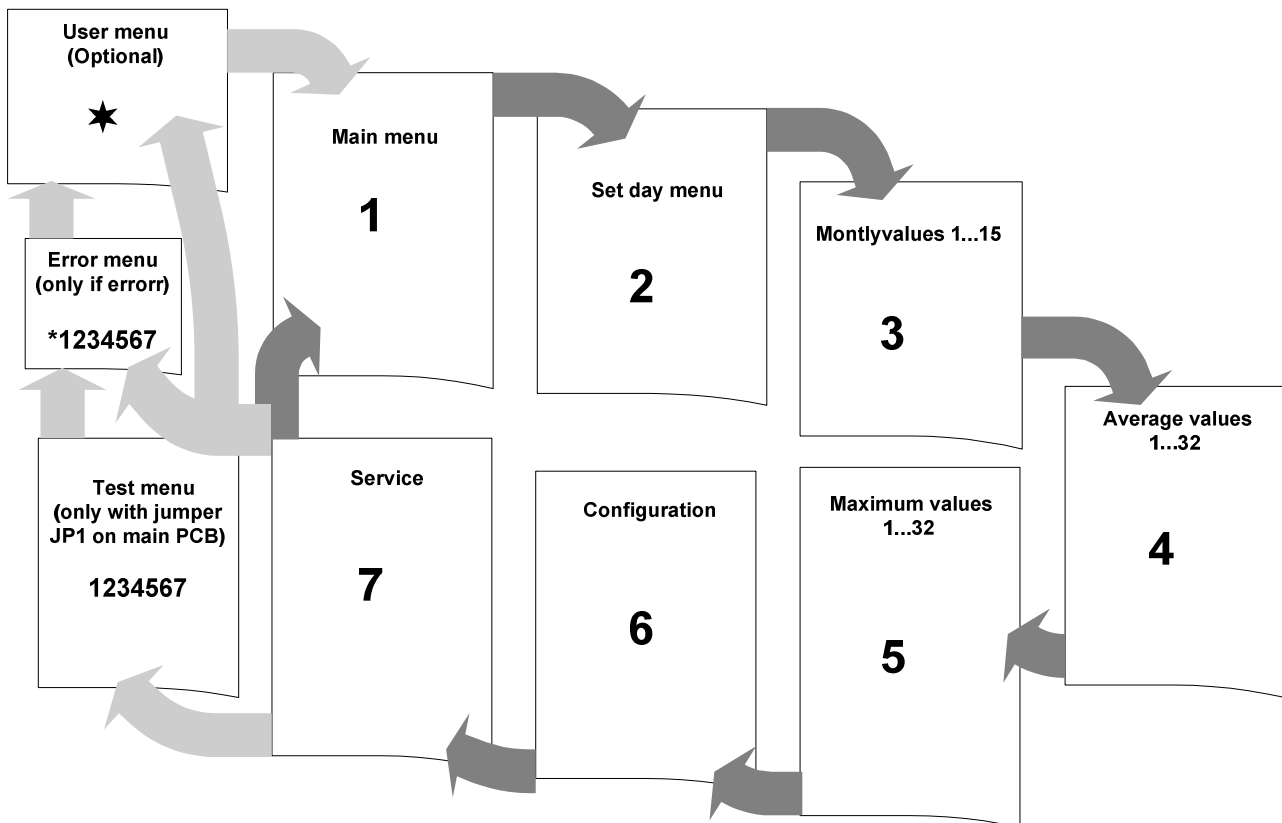 User menu
(Optional)
Main menu
1
Set day menu
2
Montlyvalues 1...15
3
Error menu
(only if errorr)
*1234567
Average values
1...32
4
Test menu
(only with jumper
JP1 on main PCB)
1234567
Service
7
Configuration
6
Maximum values
1...32
5